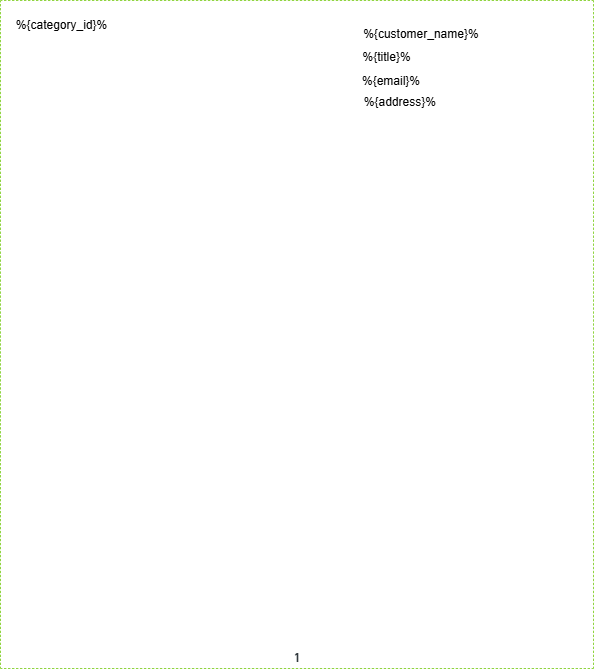 %{category_id}%
%{customer_name}%
%{title}%
%{email}%
%{address}%
1